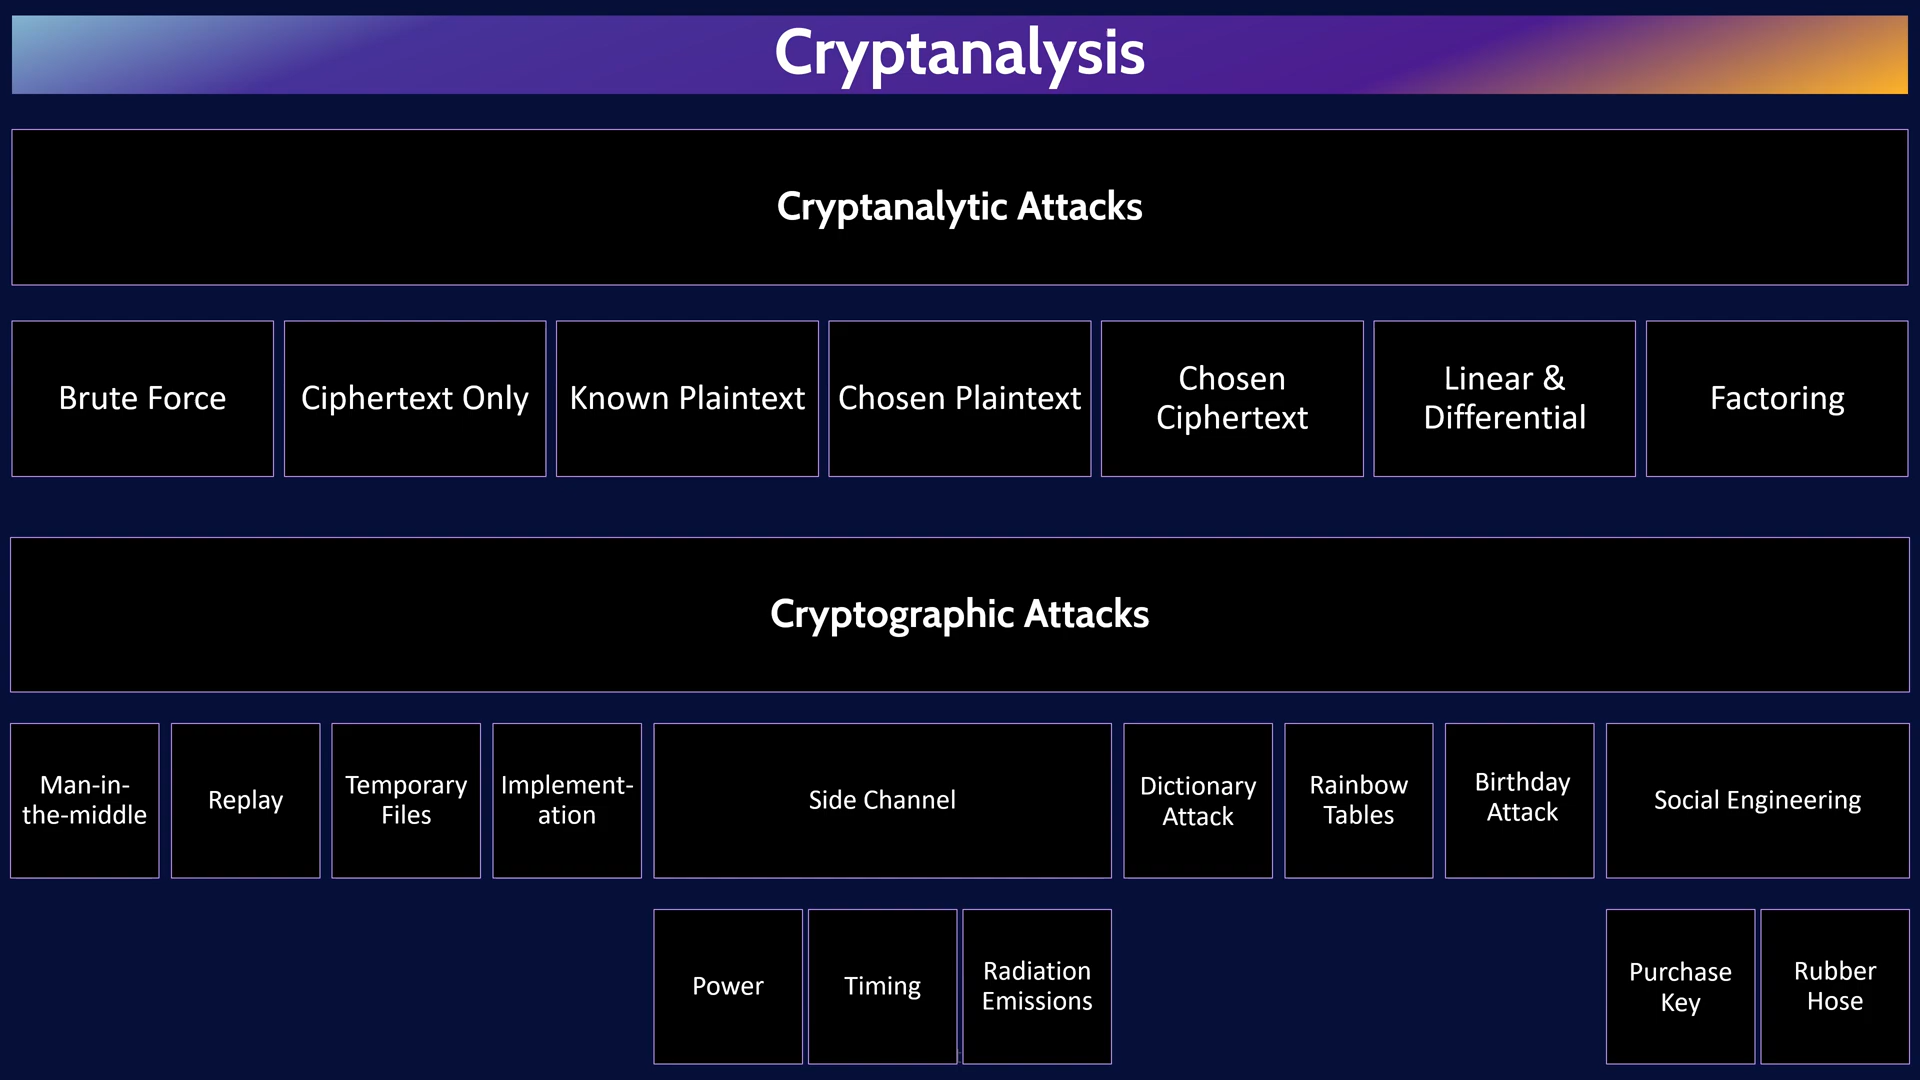 Cryptanalysis
Cryptanalytic Attacks
Brute Force
Ciphertext Only
Known Plaintext
Chosen Plaintext
Chosen
Ciphertext
Linear &
Differential
Factoring
Cryptographic Attacks
Man-in-
the-middle
Replay
Temporary
Files
Implement-
ation
Side Channel
Dictionary
Attack
Rainbow
Tables
Birthday
Attack
Social Engineering
Power
Timing
Radiation
Emissions
Purchase
Key
Rubber
Hose